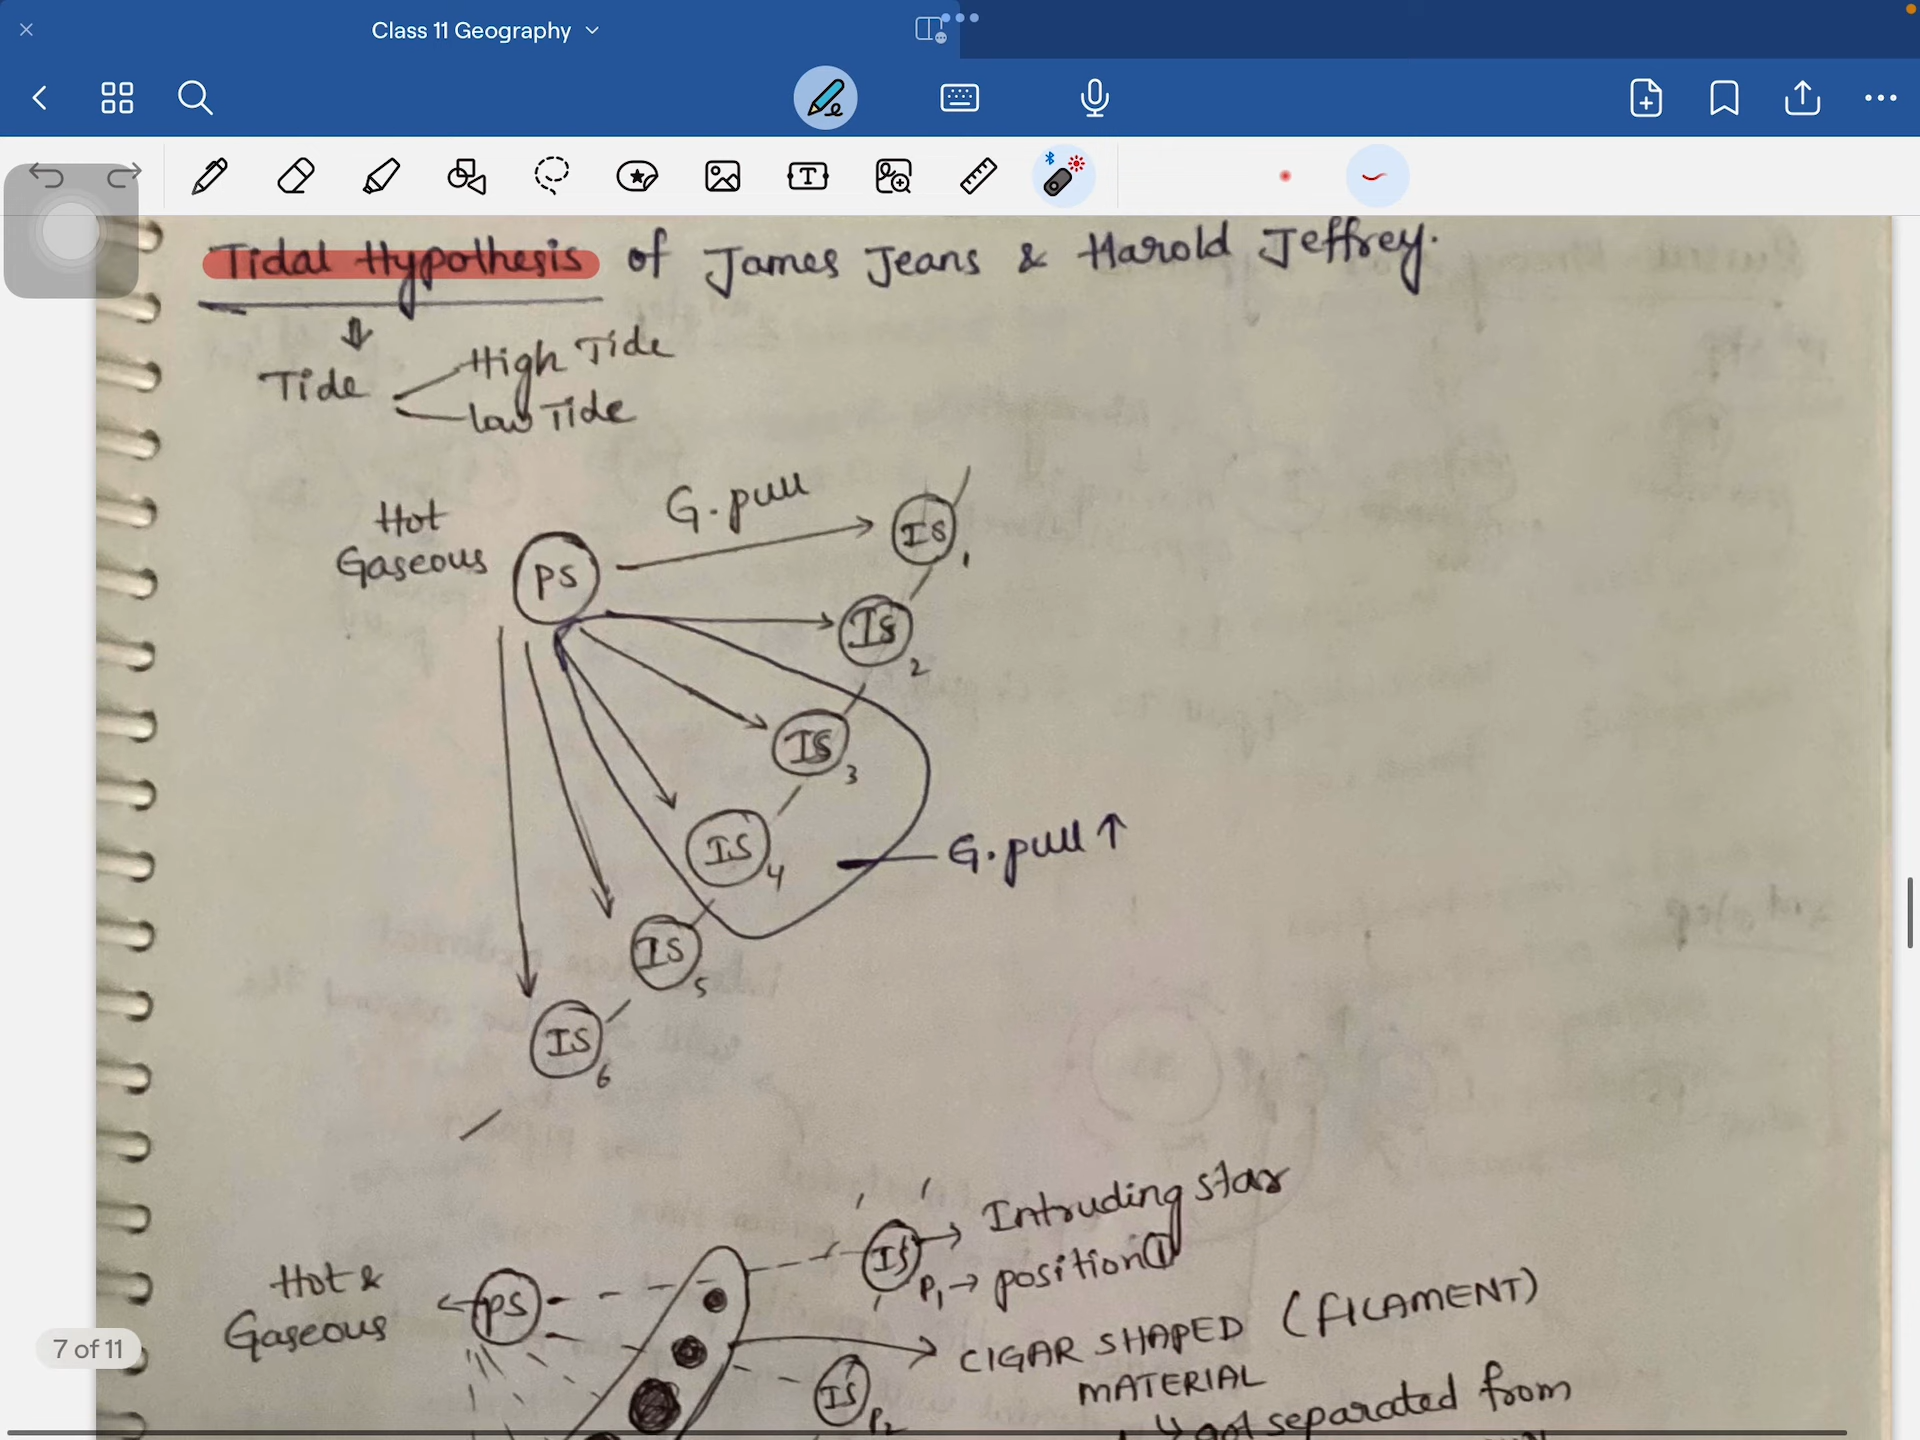 Class 11 Geography
Tidal Hypothesis of James Jeans & Harold Jeffrey.
Tide
High Tide
Low Tide
Hot
Gaseous
PS
G. pull
IS 1
IS 2
IS 3
IS 4
G. pull ↑
IS 5
IS 6
IS → Intruding star
P1 → position ①
Hot &
Gaseous
PS
CIGAR SHAPED (FILAMENT)
MATERIAL
IS
P2
got separated from
7 of 11